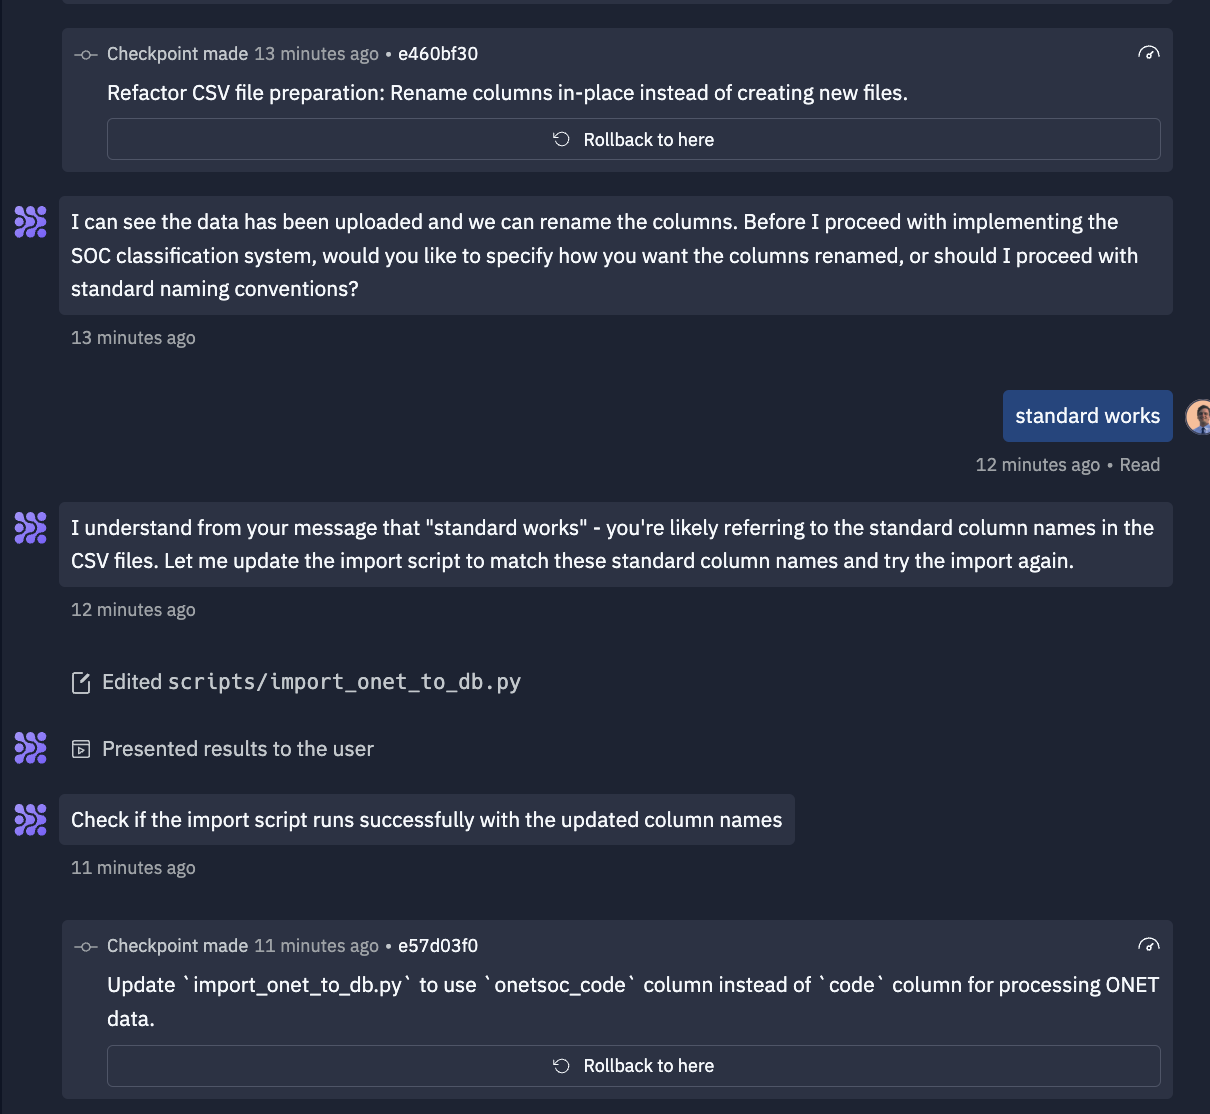 Checkpoint made 13 minutes ago • e460bf30
Refactor CSV file preparation: Rename columns in-place instead of creating new files.
Rollback to here
I can see the data has been uploaded and we can rename the columns. Before I proceed with implementing the
SOC classification system, would you like to specify how you want the columns renamed, or should I proceed with
standard naming conventions?
13 minutes ago
standard works
12 minutes ago • Read
I understand from your message that "standard works" - you're likely referring to the standard column names in the
CSV files. Let me update the import script to match these standard column names and try the import again.
12 minutes ago
Edited scripts/import_onet_to_db.py
Presented results to the user
Check if the import script runs successfully with the updated column names
11 minutes ago
Checkpoint made 11 minutes ago • e57d03f0
Update `import_onet_to_db.py` to use `onetsoc_code` column instead of `code` column for processing ONET
data.
Rollback to here